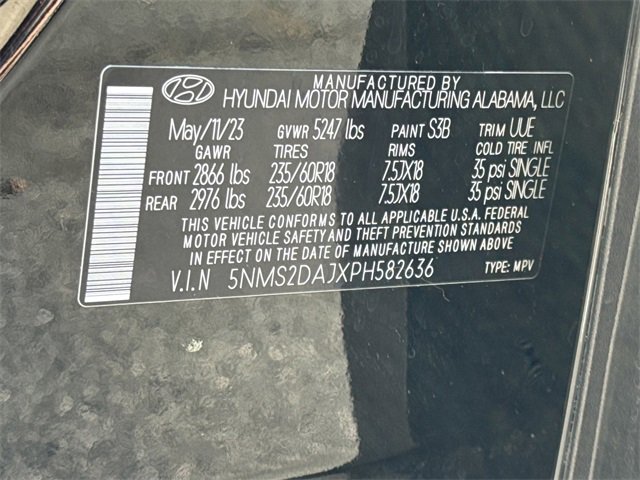 MANUFACTURED BY
HYUNDAI MOTOR MANUFACTURING ALABAMA, LLC
May/11/23 GVWR 5247 lbs PAINT S3B TRIM UUE
GAWR TIRES RIMS COLD TIRE INFL
FRONT 2866 lbs 235/60R18 7.5JX18 35 psi SINGLE
REAR 2976 lbs 235/60R18 7.5JX18 35 psi SINGLE
THIS VEHICLE CONFORMS TO ALL APPLICABLE U.S.A. FEDERAL
MOTOR VEHICLE SAFETY AND THEFT PREVENTION STANDARDS
IN EFFECT ON THE DATE OF MANUFACTURE SHOWN ABOVE
V.I.N 5NMS2DAJXPH582636 TYPE: MPV